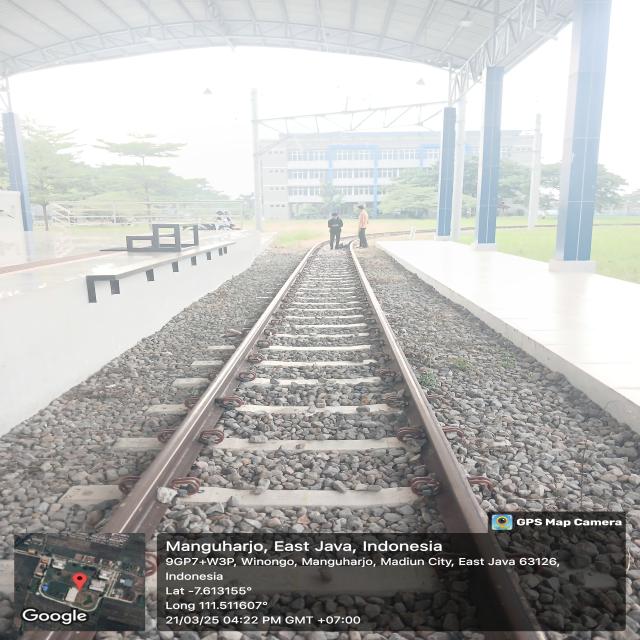 GPS Map Camera
Manguharjo, East Java, Indonesia
9GP7+W3P, Winongo, Manguharjo, Madiun City, East Java 63126,
Indonesia
Lat -7.613155°
Long 111.511607°
21/03/25 04:22 PM GMT +07:00
Google